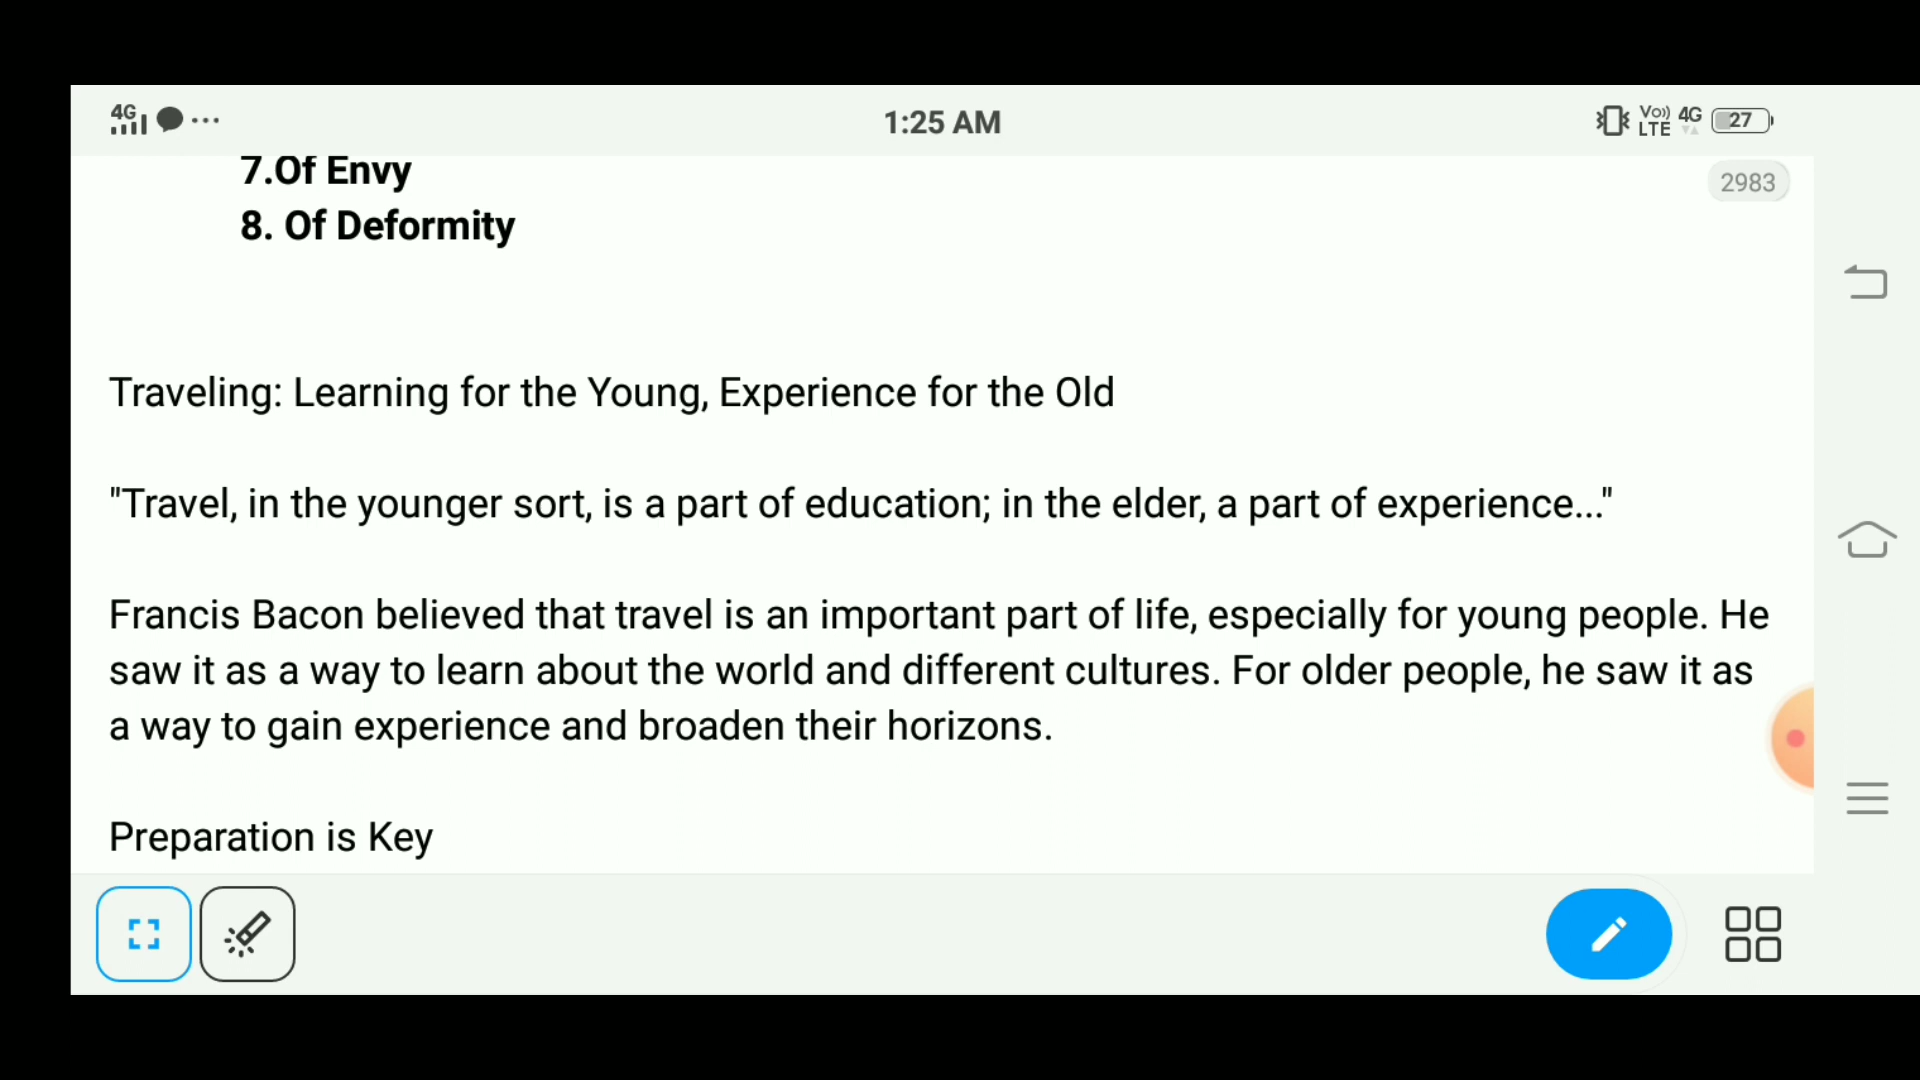 4G
1:25 AM
Vo)) LTE 4G 27
7.Of Envy
2983
8. Of Deformity
Traveling: Learning for the Young, Experience for the Old
"Travel, in the younger sort, is a part of education; in the elder, a part of experience..."
Francis Bacon believed that travel is an important part of life, especially for young people. He
saw it as a way to learn about the world and different cultures. For older people, he saw it as
a way to gain experience and broaden their horizons.
Preparation is Key